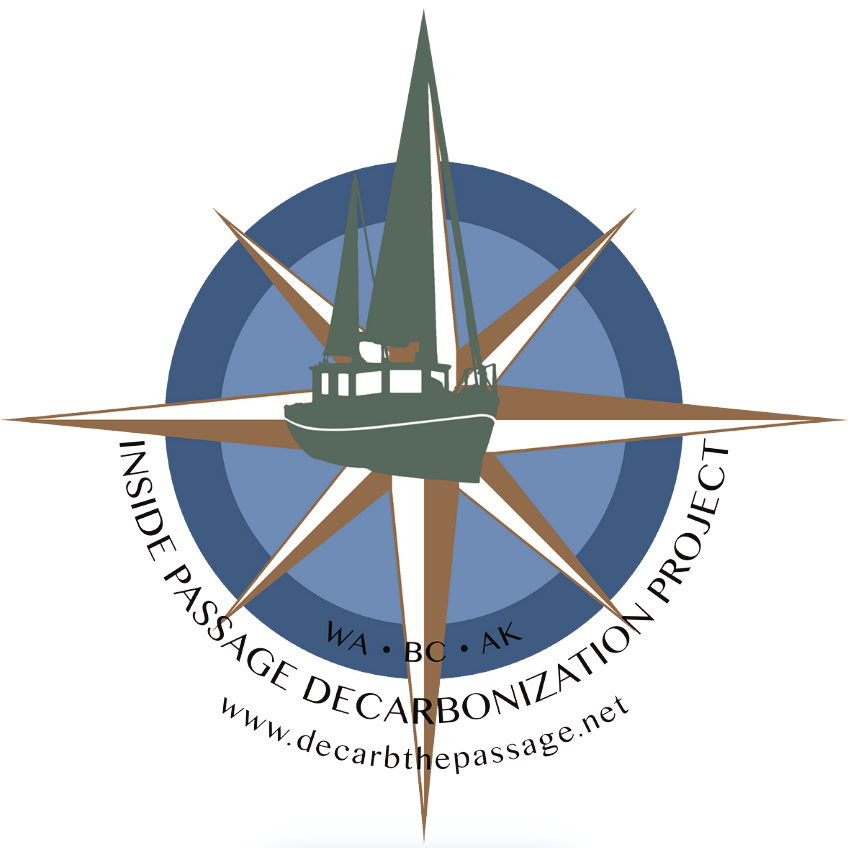 WA • BC • AK
INSIDE PASSAGE DECARBONIZATION PROJECT
www.decarbthepassage.net